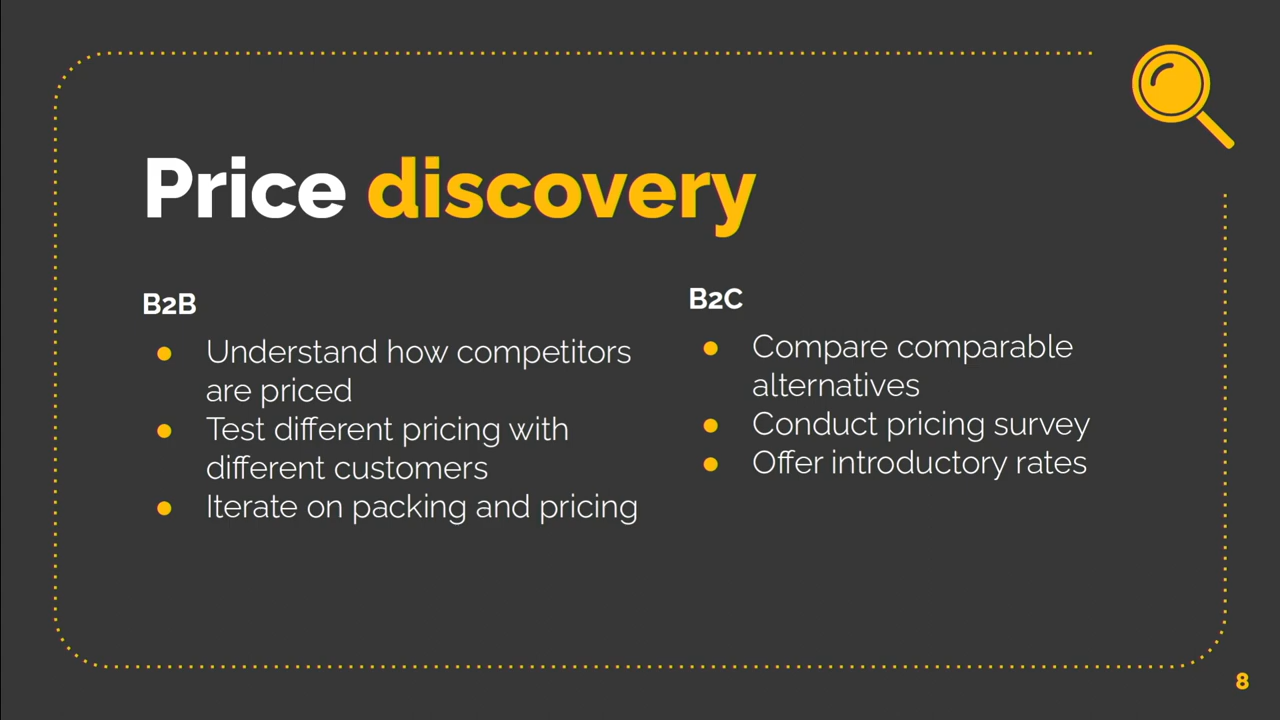 Price discovery
B2B
● Understand how competitors
are priced
● Test different pricing with
different customers
● Iterate on packing and pricing
B2C
● Compare comparable
alternatives
● Conduct pricing survey
● Offer introductory rates
8